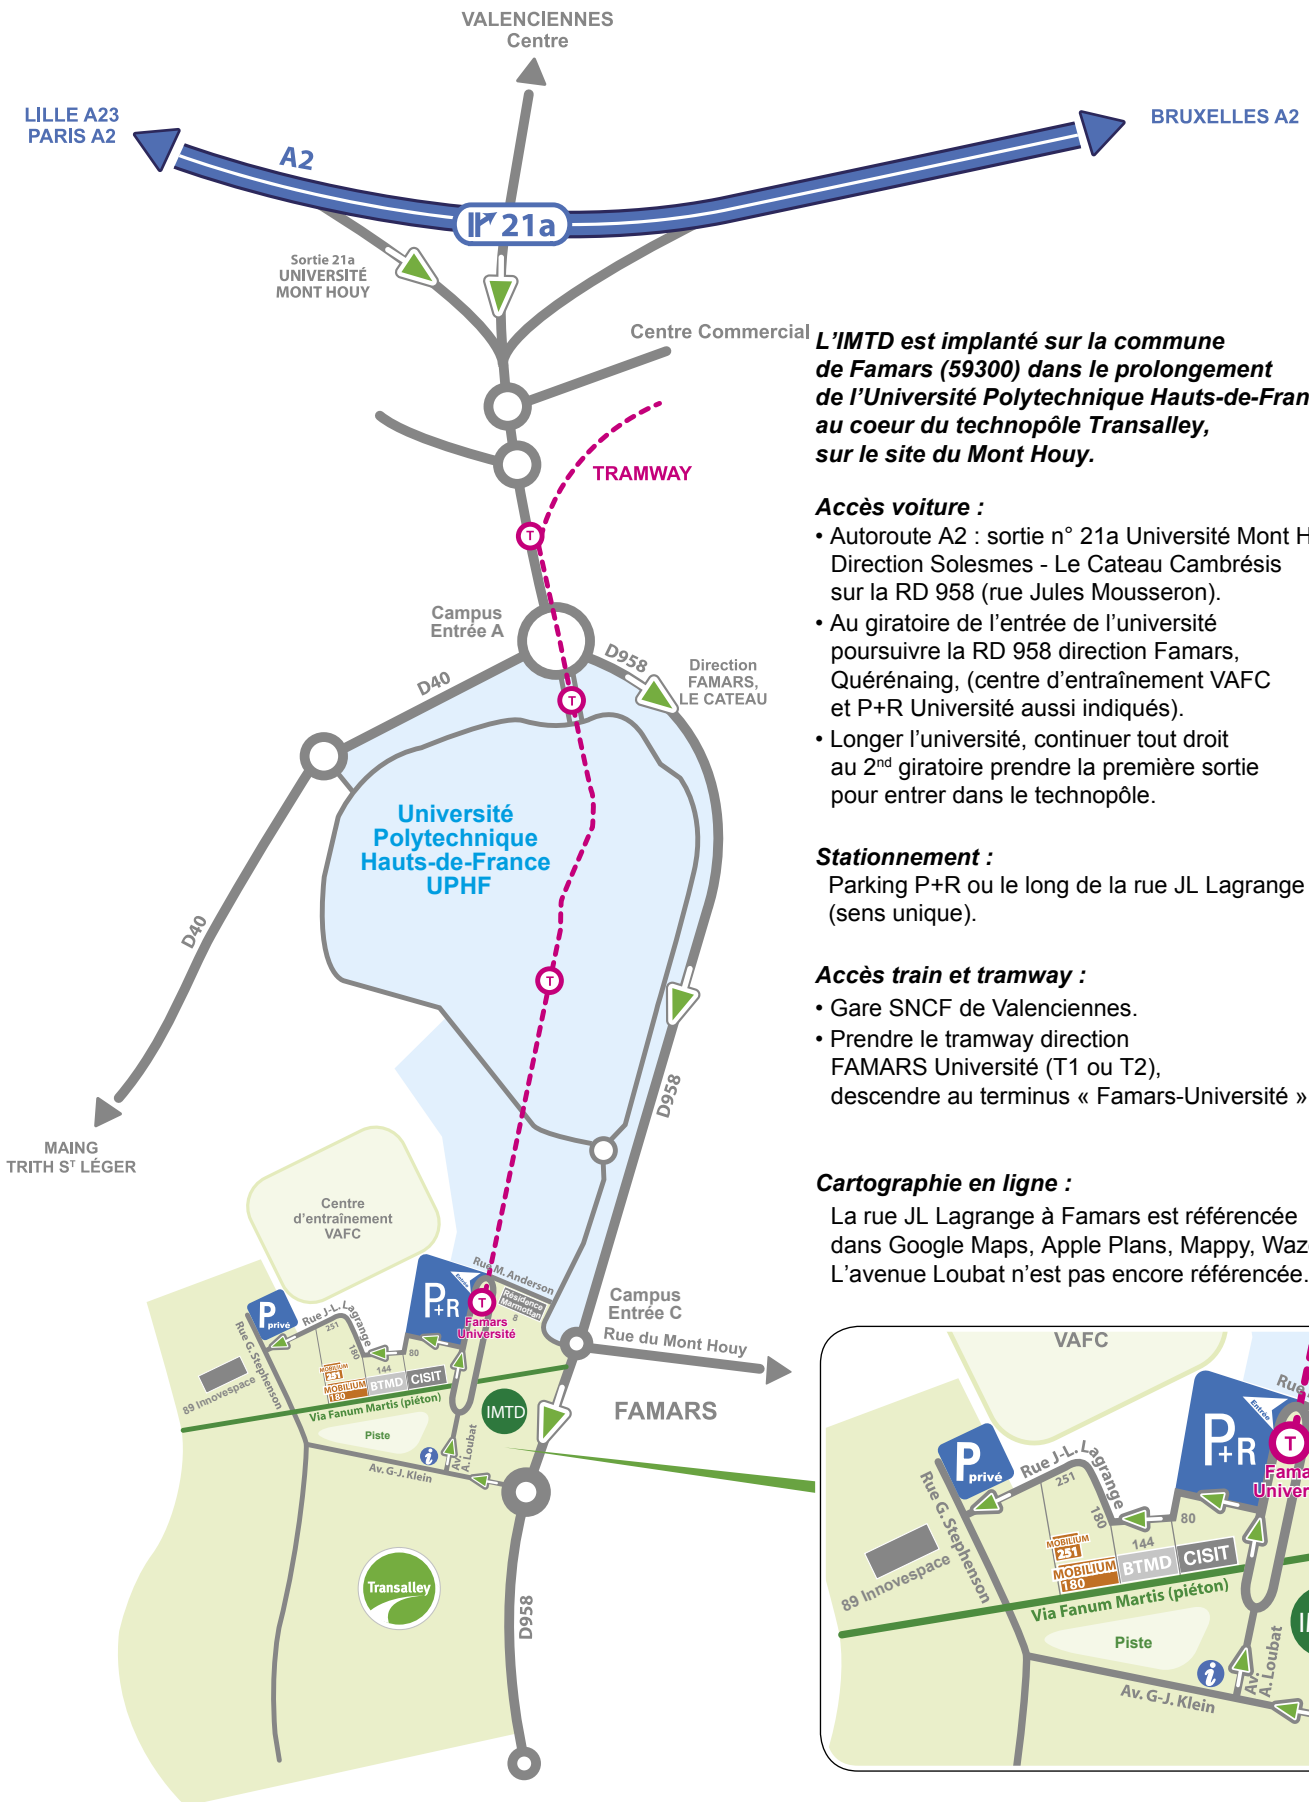 VALENCIENNES
Centre
LILLE A23
PARIS A2
BRUXELLES A2
A2
21a
Sortie 21a
UNIVERSITÉ
MONT HOUY
Centre Commercial
TRAMWAY
T
Campus
Entrée A
D40
D958
Direction
FAMARS,
LE CATEAU
T
Université
Polytechnique
Hauts-de-France
UPHF
D40
T
D958
MAING
TRITH Sᵀ LÉGER
Centre
d'entraînement
VAFC
Rue M. Anderson
Résidence
Marmottan
8
Campus
Entrée C
Rue du Mont Houy
P
privé
P+R
Entrée
T
Famars
Université
Rue J-L. Lagrange
251
180
144
80
Rue G. Stephenson
89 Innovespace
MOBILIUM
251
MOBILIUM
180
BTMD
CISIT
Via Fanum Martis (piéton)
IMTD
FAMARS
Piste
i
Av.
A. Loubat
Av. G-J. Klein
Transalley
D958
L'IMTD est implanté sur la commune
de Famars (59300) dans le prolongement
de l'Université Polytechnique Hauts-de-Fran
au coeur du technopôle Transalley,
sur le site du Mont Houy.
Accès voiture :
• Autoroute A2 : sortie n° 21a Université Mont H
Direction Solesmes - Le Cateau Cambrésis
sur la RD 958 (rue Jules Mousseron).
• Au giratoire de l'entrée de l'université
poursuivre la RD 958 direction Famars,
Quérénaing, (centre d'entraînement VAFC
et P+R Université aussi indiqués).
• Longer l'université, continuer tout droit
au 2ⁿᵈ giratoire prendre la première sortie
pour entrer dans le technopôle.
Stationnement :
Parking P+R ou le long de la rue JL Lagrange
(sens unique).
Accès train et tramway :
• Gare SNCF de Valenciennes.
• Prendre le tramway direction
FAMARS Université (T1 ou T2),
descendre au terminus « Famars-Université »
Cartographie en ligne :
La rue JL Lagrange à Famars est référencée
dans Google Maps, Apple Plans, Mappy, Waz
L'avenue Loubat n'est pas encore référencée.
VAFC
Rue
P
privé
P+R
Entrée
T
Fama
Univer
Rue J-L. Lagrange
251
180
144
80
Rue G. Stephenson
89 Innovespace
MOBILIUM
251
MOBILIUM
180
BTMD
CISIT
Via Fanum Martis (piéton)
IM
Piste
i
Av.
A. Loubat
Av. G-J. Klein